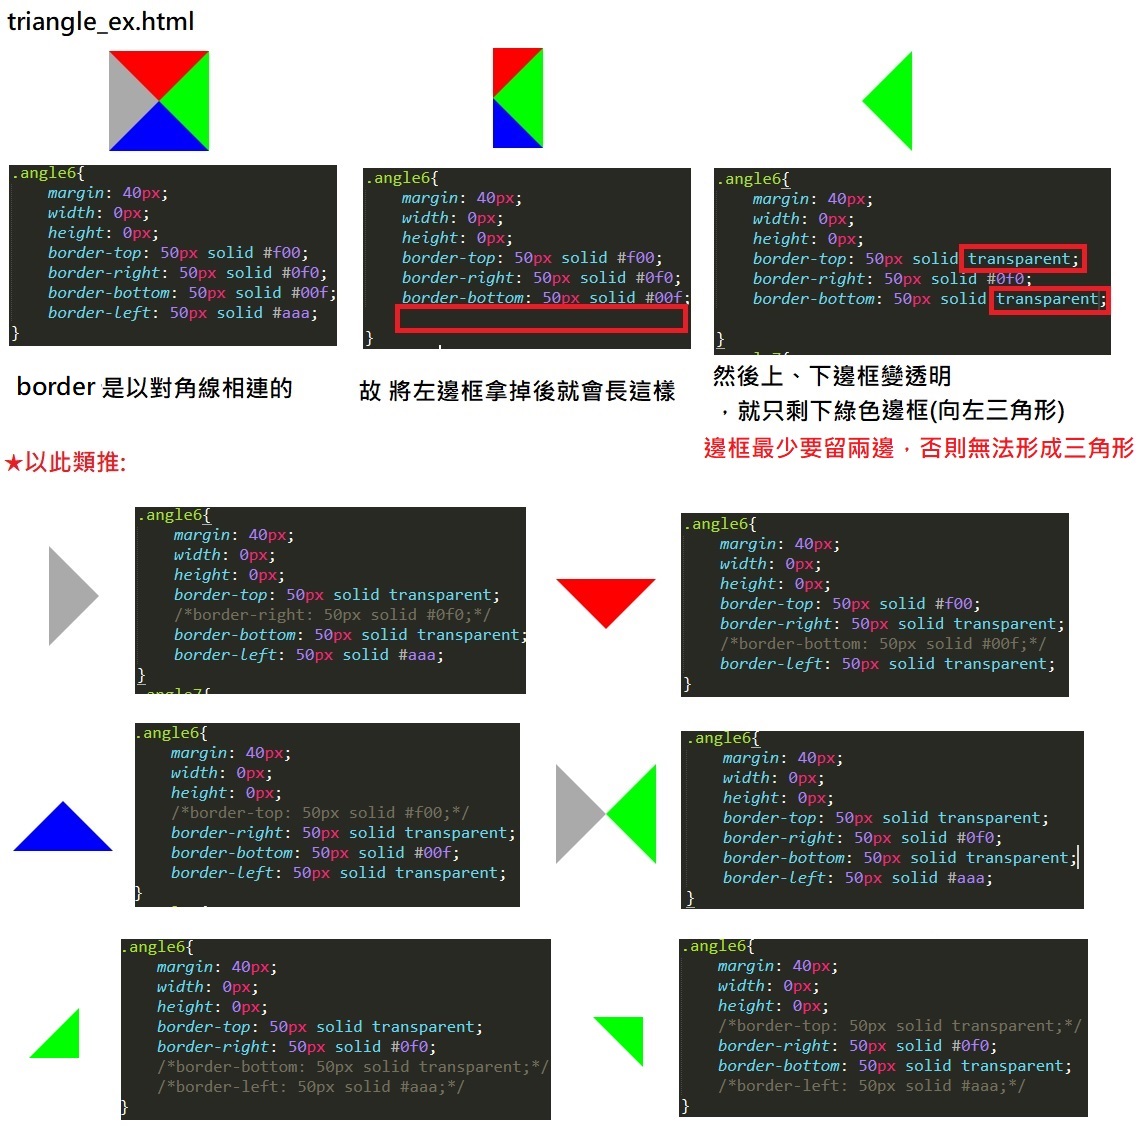 triangle_ex.html
.angle6{
margin: 40px;
width: 0px;
height: 0px;
border-top: 50px solid #f00;
border-right: 50px solid #0f0;
border-bottom: 50px solid #00f;
border-left: 50px solid #aaa;
}
border 是以對角線相連的
.angle6{
margin: 40px;
width: 0px;
height: 0px;
border-top: 50px solid #f00;
border-right: 50px solid #0f0;
border-bottom: 50px solid #00f;
}
故 將左邊框拿掉後就會長這樣
.angle6{
margin: 40px;
width: 0px;
height: 0px;
border-top: 50px solid transparent;
border-right: 50px solid #0f0;
border-bottom: 50px solid transparent;
}
然後上、下邊框變透明
，就只剩下綠色邊框(向左三角形)
邊框最少要留兩邊，否則無法形成三角形
★以此類推:
.angle6{
margin: 40px;
width: 0px;
height: 0px;
border-top: 50px solid transparent;
/*border-right: 50px solid #0f0;*/
border-bottom: 50px solid transparent;
border-left: 50px solid #aaa;
}
.angle6{
margin: 40px;
width: 0px;
height: 0px;
border-top: 50px solid #f00;
border-right: 50px solid transparent;
/*border-bottom: 50px solid #00f;*/
border-left: 50px solid transparent;
}
.angle6{
margin: 40px;
width: 0px;
height: 0px;
/*border-top: 50px solid #f00;*/
border-right: 50px solid transparent;
border-bottom: 50px solid #00f;
border-left: 50px solid transparent;
}
.angle6{
margin: 40px;
width: 0px;
height: 0px;
border-top: 50px solid transparent;
border-right: 50px solid #0f0;
border-bottom: 50px solid transparent;
border-left: 50px solid #aaa;
}
.angle6{
margin: 40px;
width: 0px;
height: 0px;
border-top: 50px solid transparent;
border-right: 50px solid #0f0;
/*border-bottom: 50px solid transparent;*/
/*border-left: 50px solid #aaa;*/
}
.angle6{
margin: 40px;
width: 0px;
height: 0px;
/*border-top: 50px solid transparent;*/
border-right: 50px solid #0f0;
border-bottom: 50px solid transparent;
/*border-left: 50px solid #aaa;*/
}